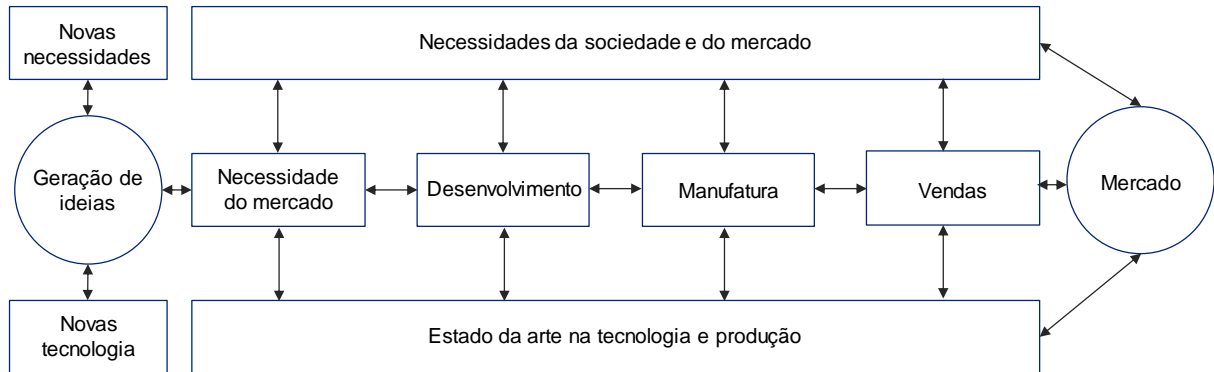 Novas
necessidades
Necessidades da sociedade e do mercado
Geração de
ideias
Necessidade
do mercado
Desenvolvimento
Manufatura
Vendas
Mercado
Novas
tecnologia
Estado da arte na tecnologia e produção